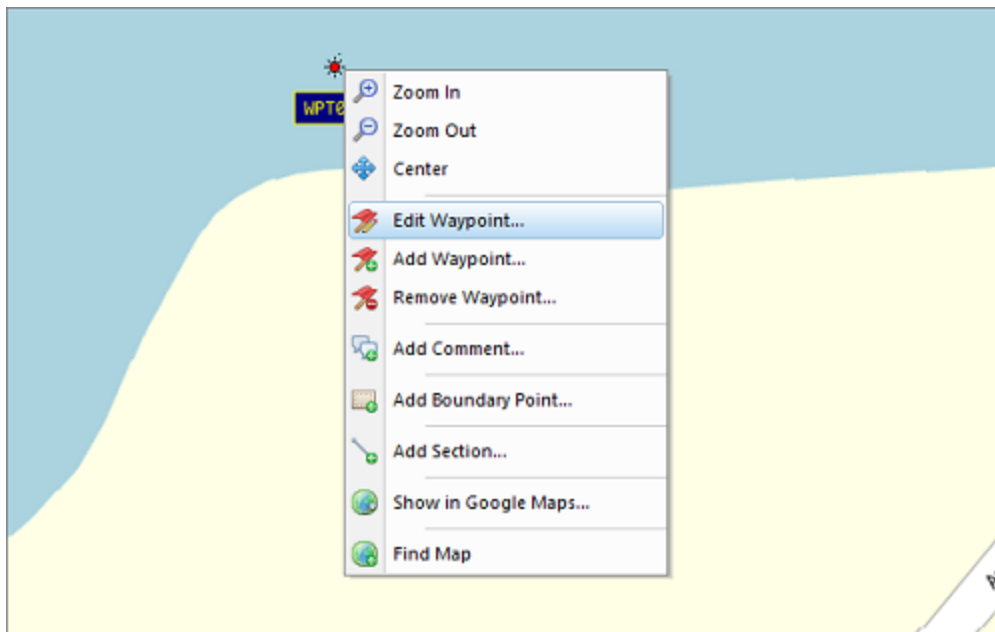 WPT0
Zoom In
Zoom Out
Center
Edit Waypoint...
Add Waypoint...
Remove Waypoint...
Add Comment...
Add Boundary Point...
Add Section...
Show in Google Maps...
Find Map